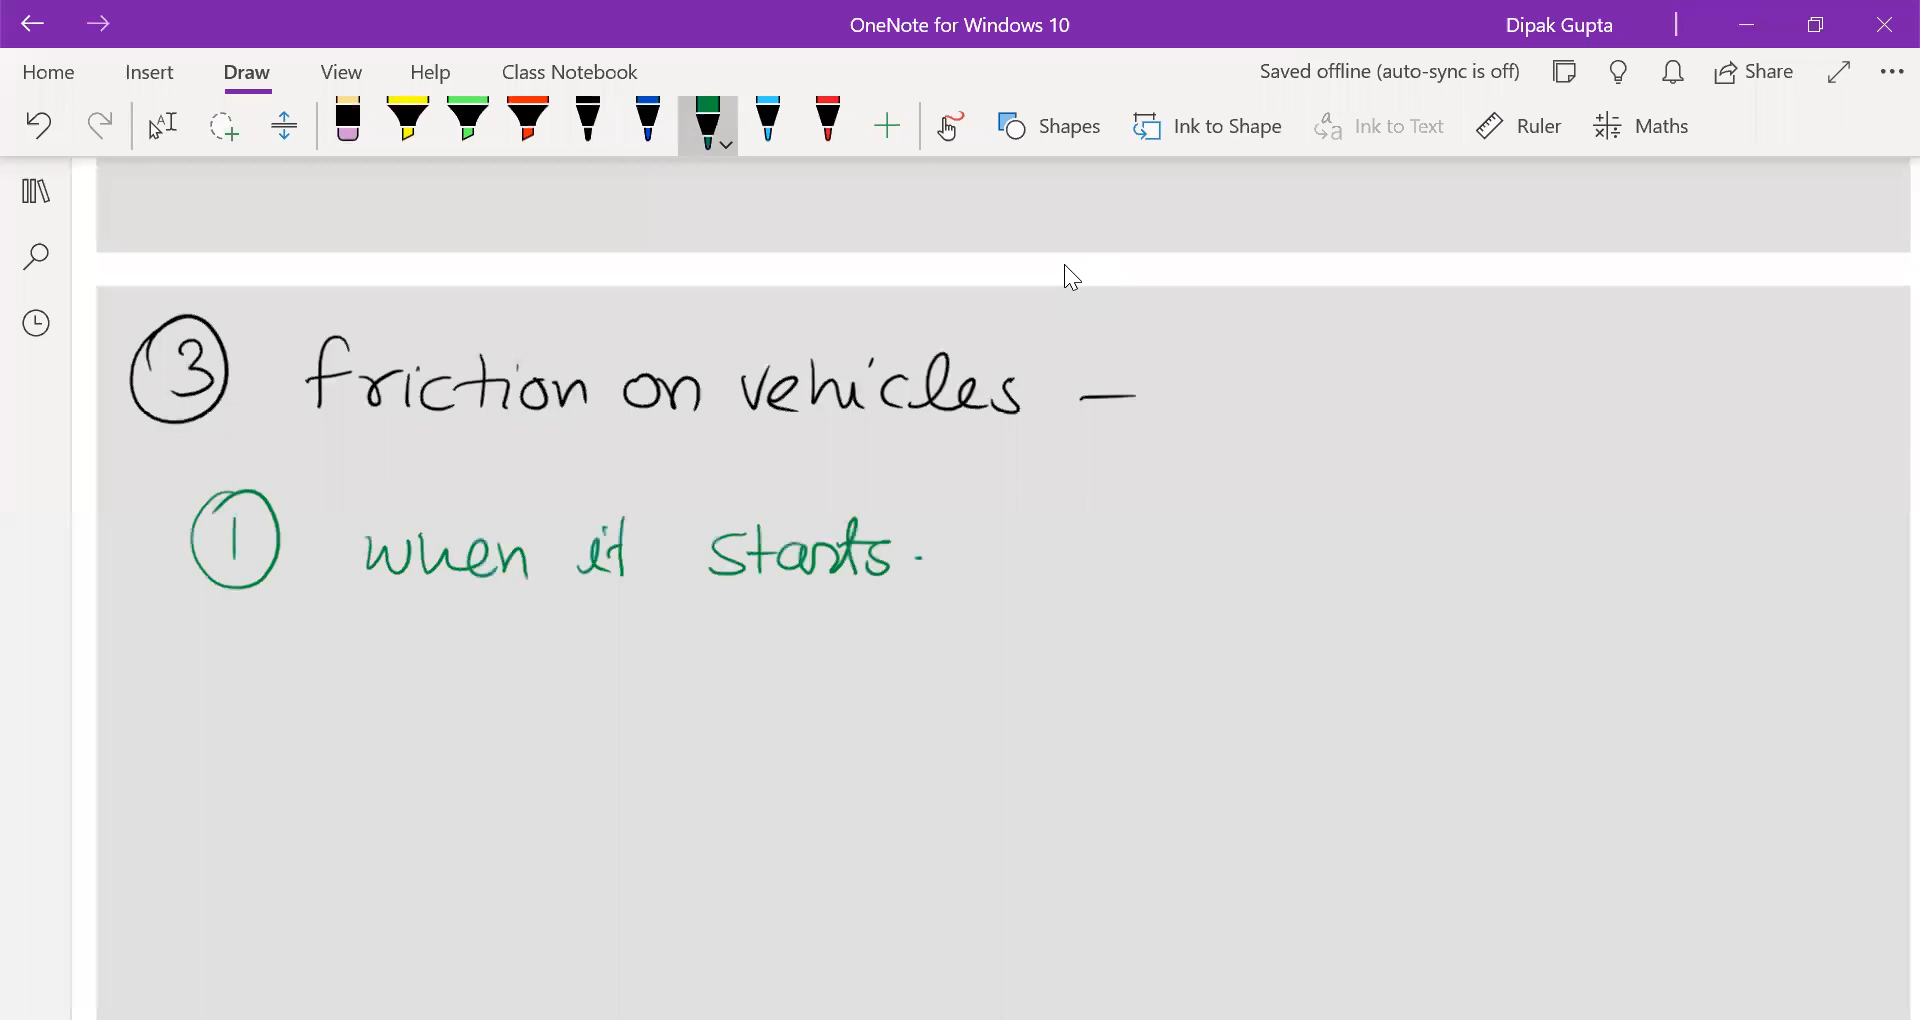 OneNote for Windows 10
Dipak Gupta
Home Insert Draw View Help Class Notebook
Saved offline (auto-sync is off) Share
Shapes Ink to Shape Ink to Text Ruler Maths
③ friction on vehicles —
① when it starts.